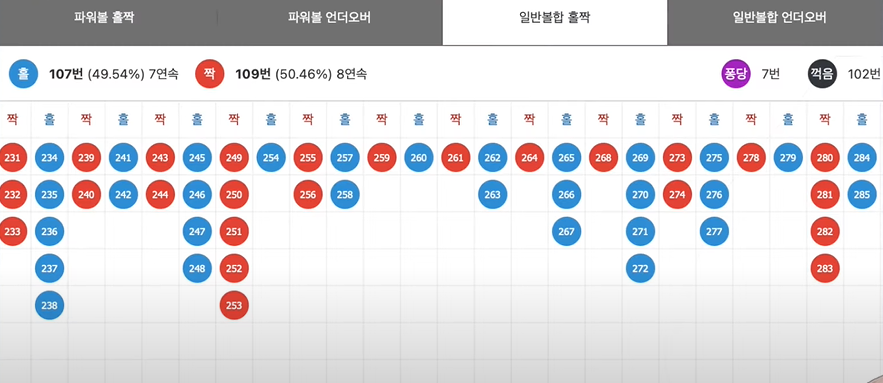 파워볼 홀짝 파워볼 언더오버 일반볼합 홀짝 일반볼합 언더오버
홀 107번 (49.54%) 7연속 짝 109번 (50.46%) 8연속 퐁당 7번 꺽음 102번
짝 홀 짝 홀 짝 홀 짝 홀 짝 홀 짝 홀 짝 홀 짝 홀 짝 홀 짝 홀 짝 홀 짝 홀
231 234 239 241 243 245 249 254 255 257 259 260 261 262 264 265 268 269 273 275 278 279 280 284
232 235 240 242 244 246 250 256 258 263 266 270 274 276 281 285
233 236 247 251 267 271 277 282
237 248 252 272 283
238 253